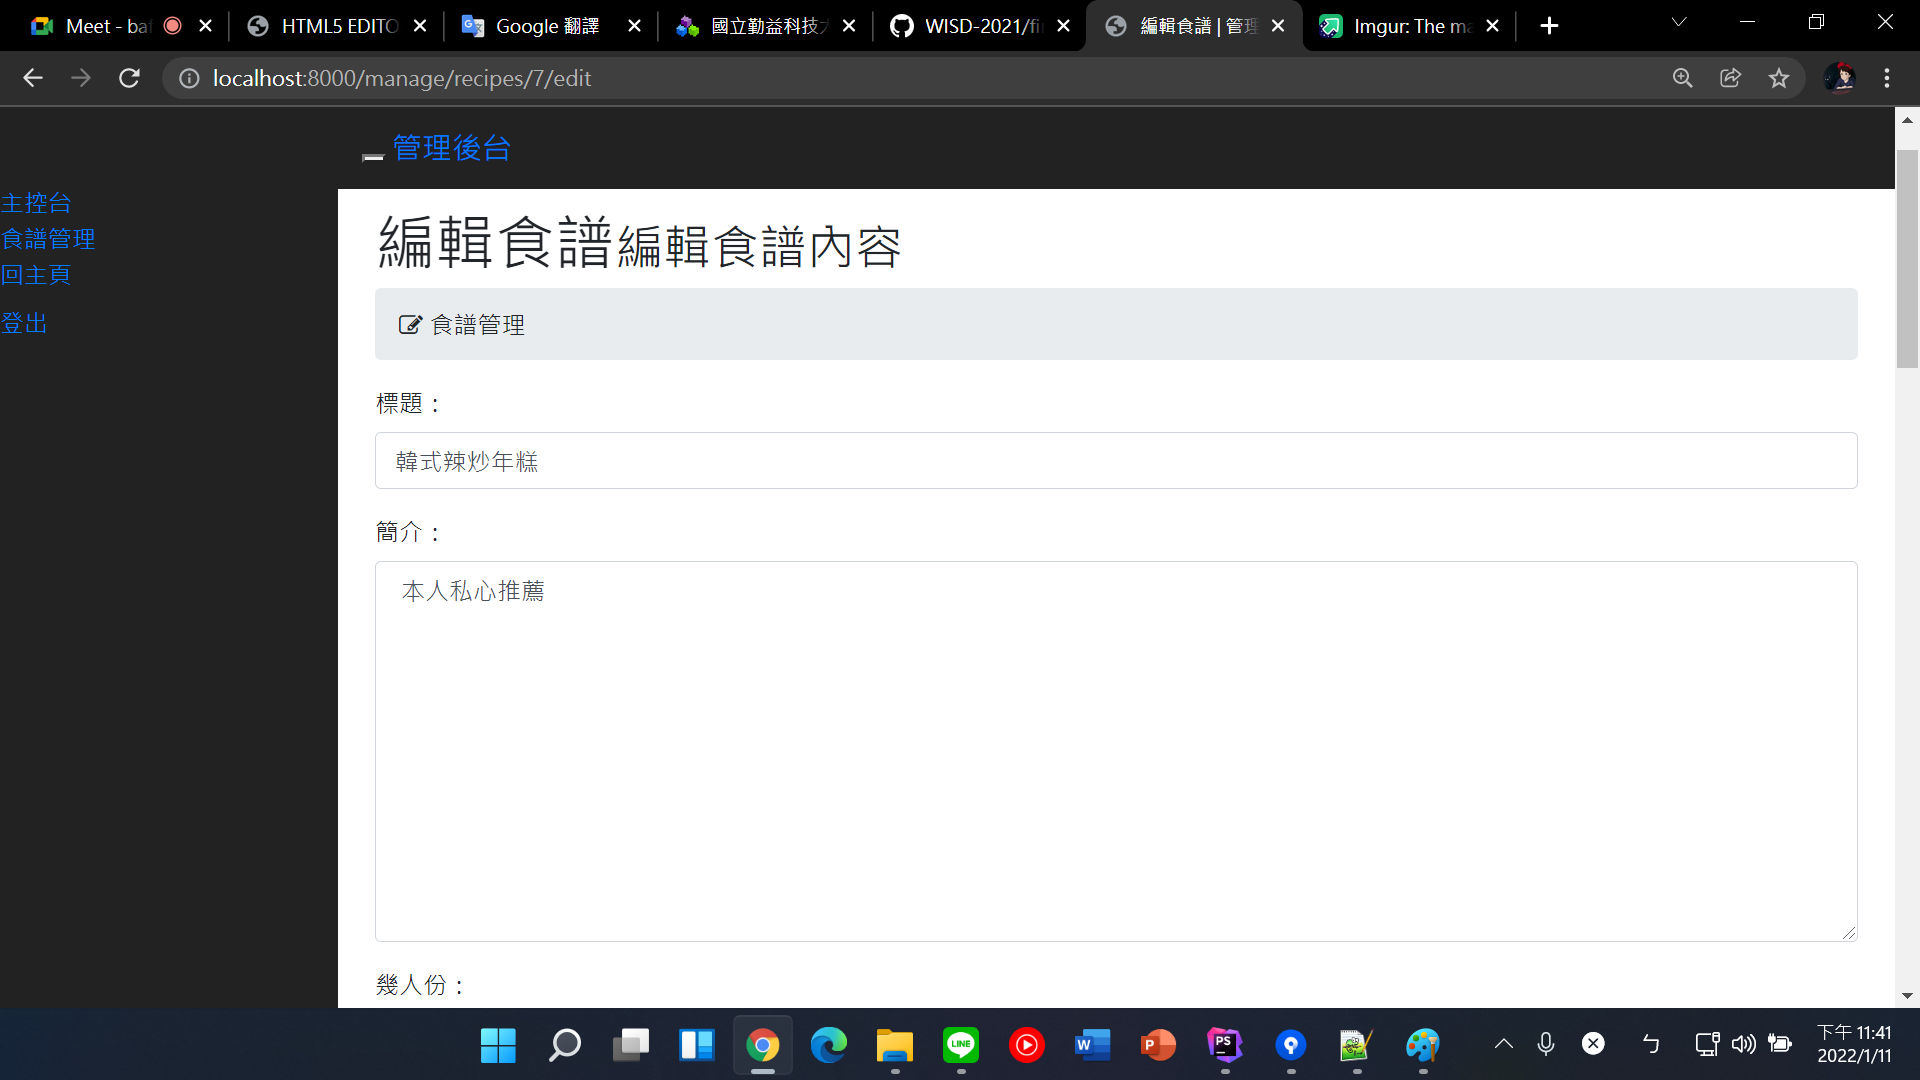 Meet - baf
HTML5 EDITO
Google 翻譯
國立勤益科技大
WISD-2021/fi
編輯食譜 | 管理
Imgur: The ma
localhost:8000/manage/recipes/7/edit
管理後台
主控台
食譜管理
回主頁
登出
編輯食譜編輯食譜內容
食譜管理
標題：
韓式辣炒年糕
簡介：
本人私心推薦
幾人份：
下午 11:41
2022/1/11